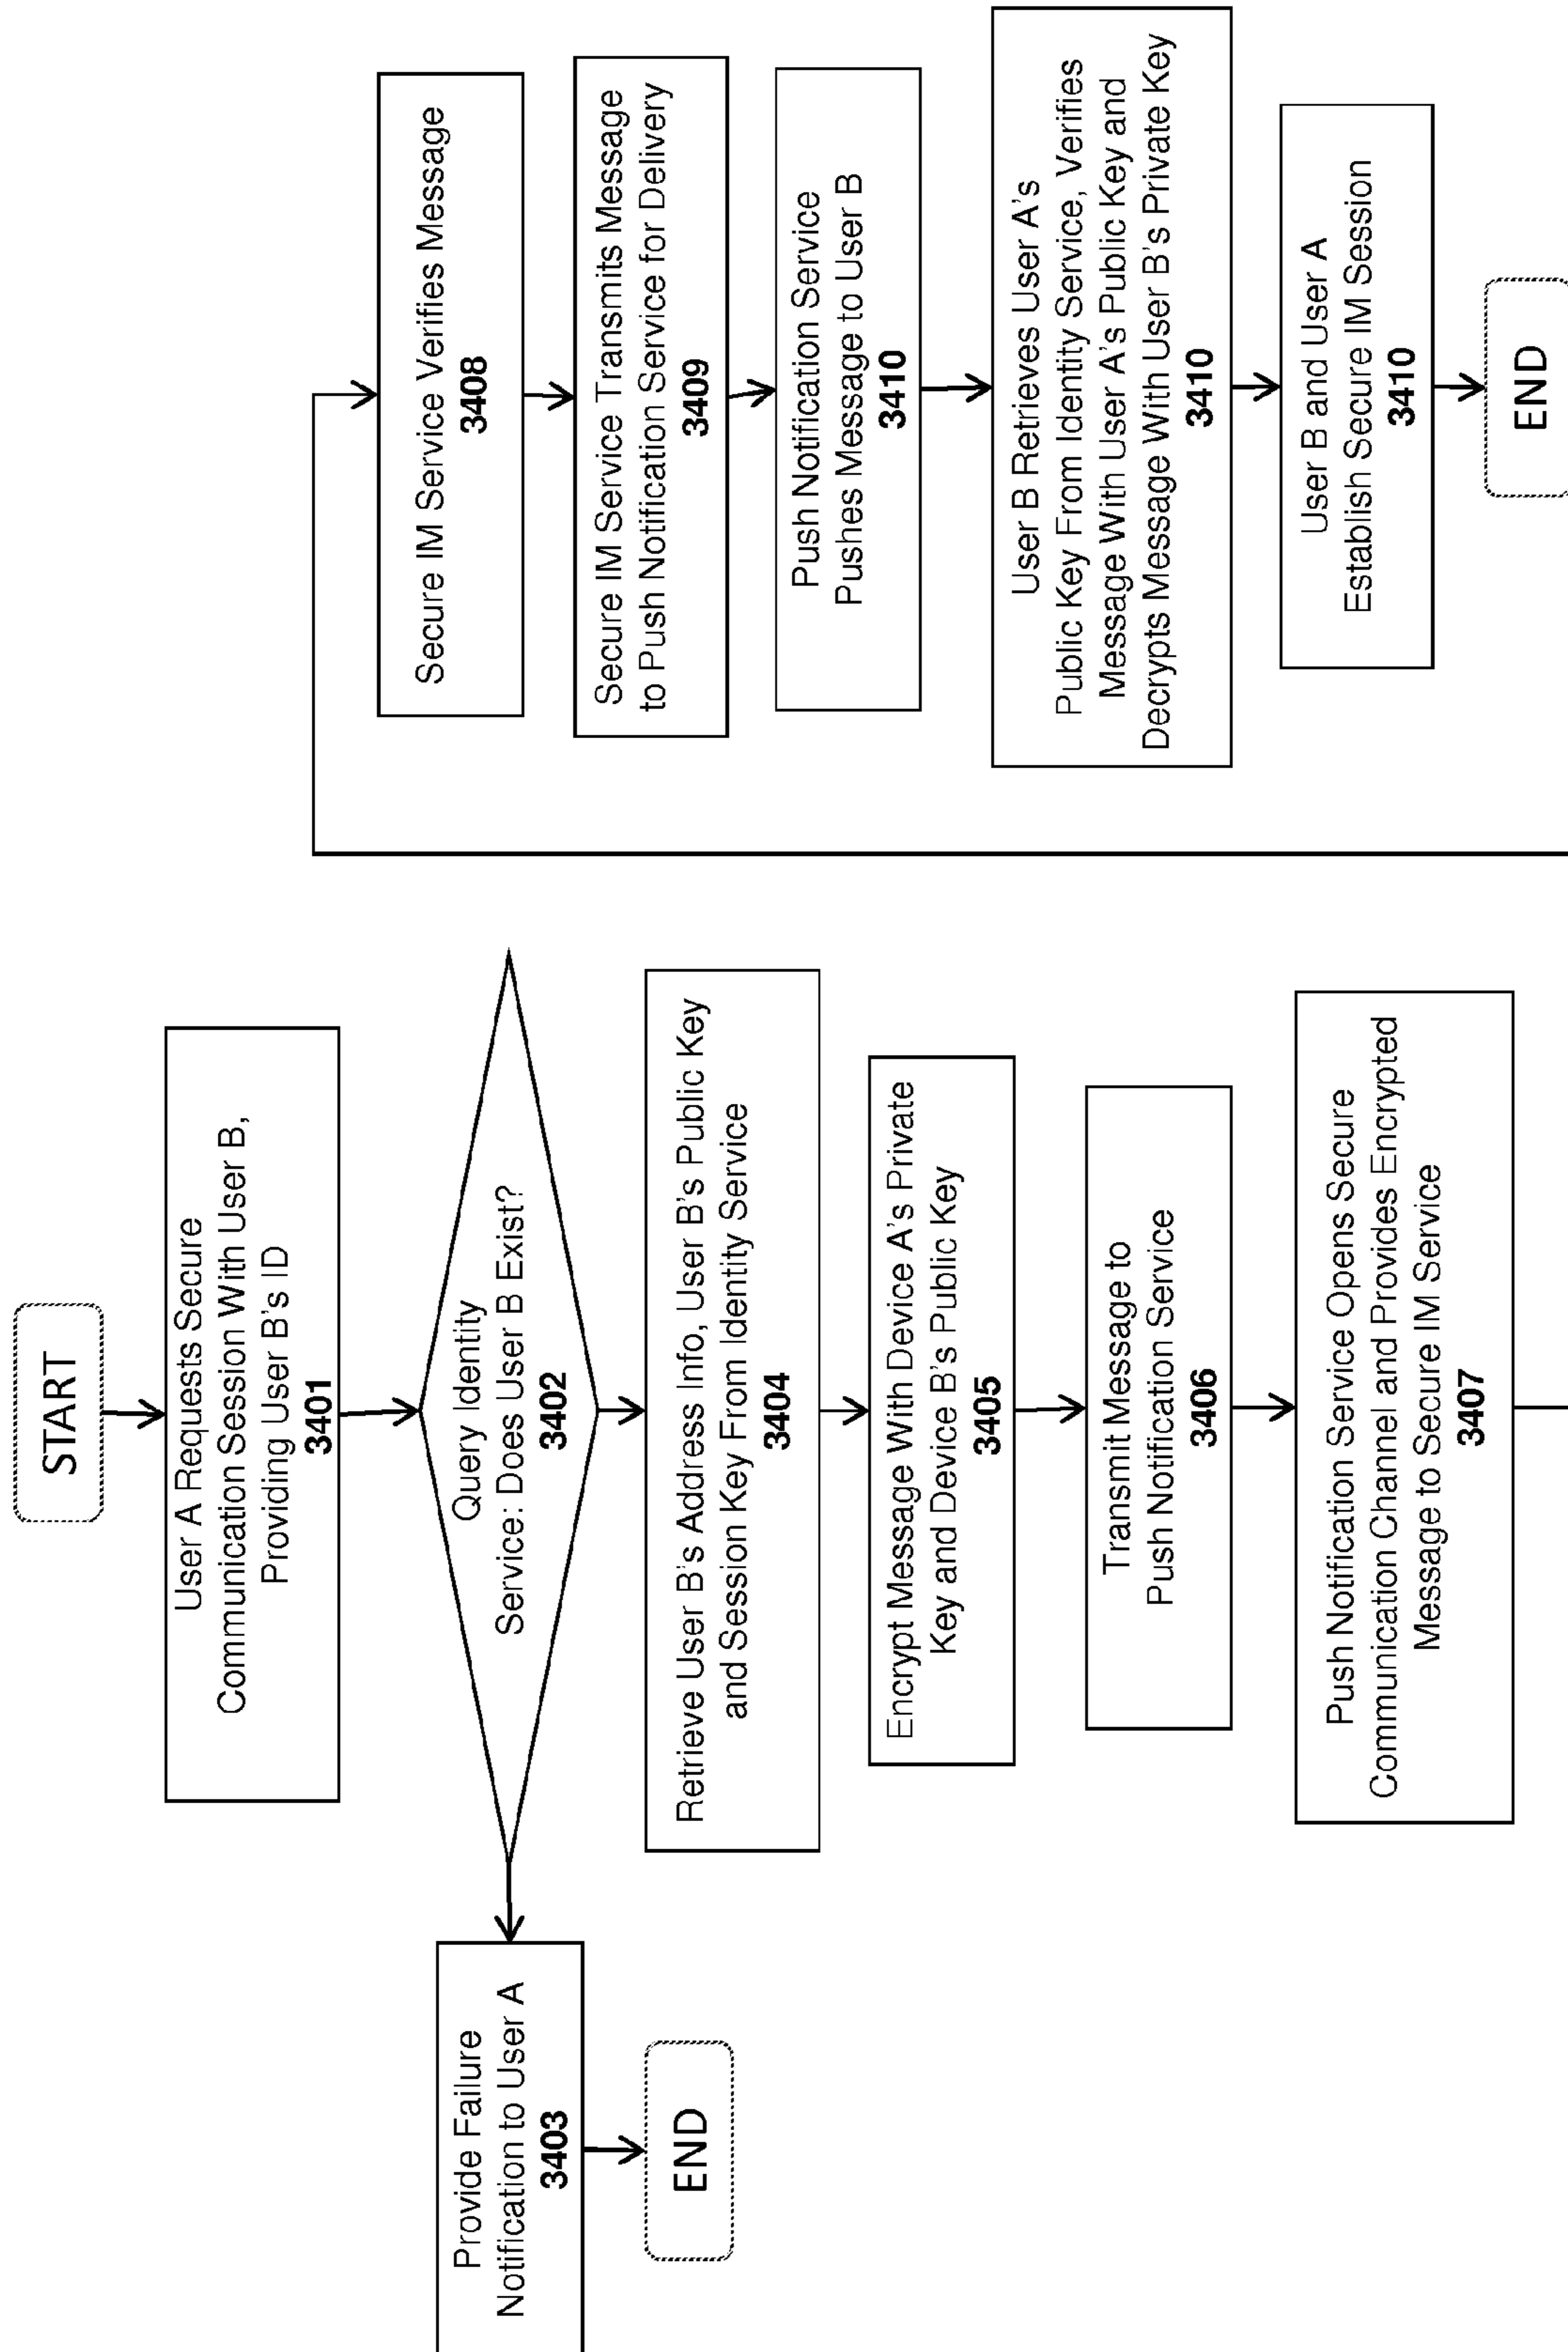 START
User A Requests Secure
Communication Session With User B,
Providing User B's ID
3401
Query Identity
Service: Does User B Exist?
3402
Provide Failure
Notification to User A
3403
END
Retrieve User B's Address Info, User B's Public Key
and Session Key From Identity Service
3404
Encrypt Message With Device A's Private
Key and Device B's Public Key
3405
Transmit Message to
Push Notification Service
3406
Push Notification Service Opens Secure
Communication Channel and Provides Encrypted
Message to Secure IM Service
3407
Secure IM Service Verifies Message
3408
Secure IM Service Transmits Message
to Push Notification Service for Delivery
3409
Push Notification Service
Pushes Message to User B
3410
User B Retrieves User A's
Public Key From Identity Service, Verifies
Message With User A's Public Key and
Decrypts Message With User B's Private Key
3410
User B and User A
Establish Secure IM Session
3410
END